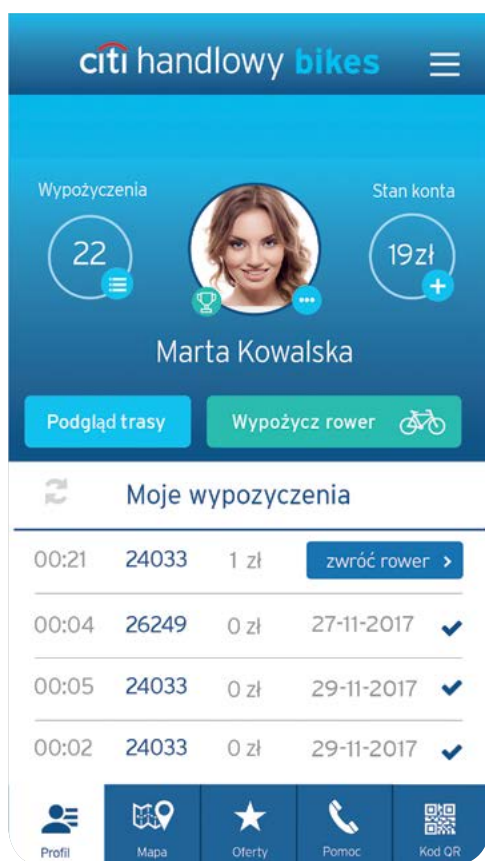 citi handlowy bikes
Wypożyczenia
Stan konta
22
19zł
Marta Kowalska
Podgląd trasy
Wypożycz rower
Moje wypozyczenia
00:21 24033 1 zł zwróć rower
00:04 26249 0 zł 27-11-2017
00:05 24033 0 zł 29-11-2017
00:02 24033 0 zł 29-11-2017
Profil Mapa Oferty Pomoc Kod QR